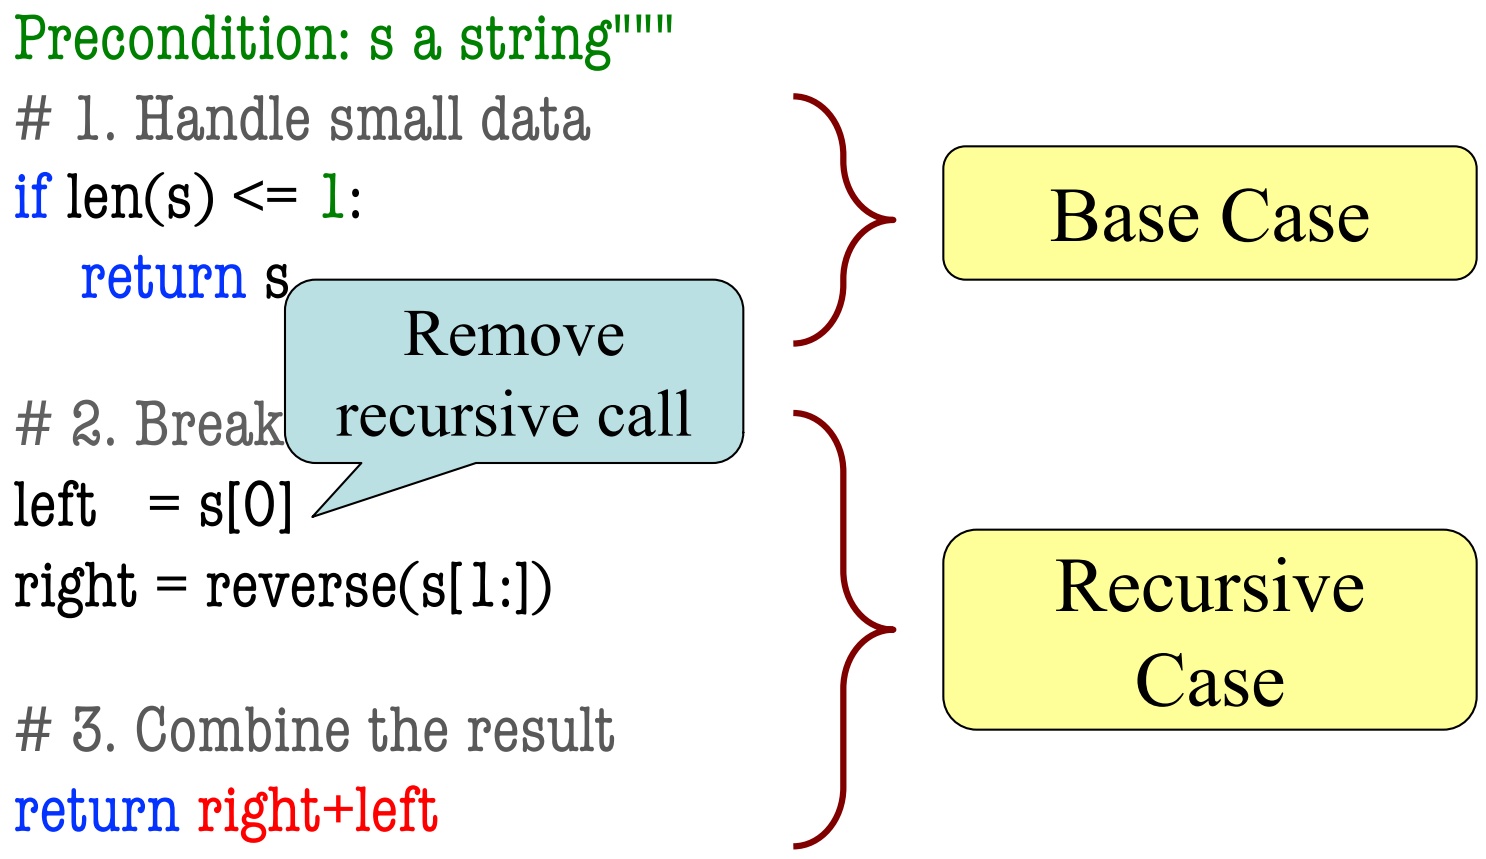 Precondition: s a string"""
# 1. Handle small data
if len(s) <= 1:
return s
Base Case
Remove
recursive call
# 2. Break
left = s[0]
right = reverse(s[1:])
Recursive
Case
# 3. Combine the result
return right+left